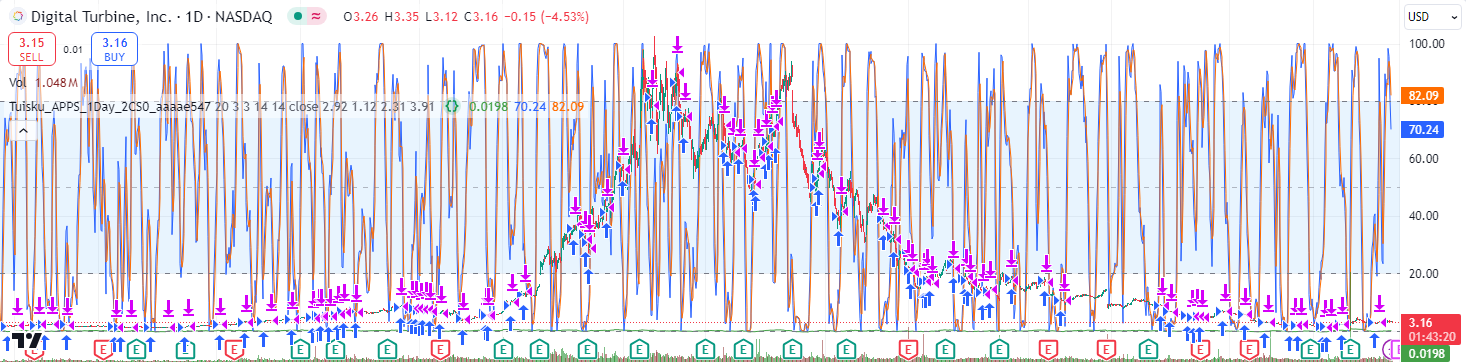 Digital Turbine, Inc. · 1D · NASDAQ O3.26 H3.35 L3.12 C3.16 −0.15 (−4.53%)
USD
3.15 SELL
0.01
3.16 BUY
100.00
Vol 1.048 M
Tuisku_APPS_1Day_2CS0_aaaae547 20 3 3 14 14 close 2.92 1.12 2.31 3.91 0.0198 70.24 82.09
82.09
70.24
60.00
40.00
20.00
3.16
01:43:20
0.0198
E E E E E E E E E E E E E E E E E E E E E E E E E E